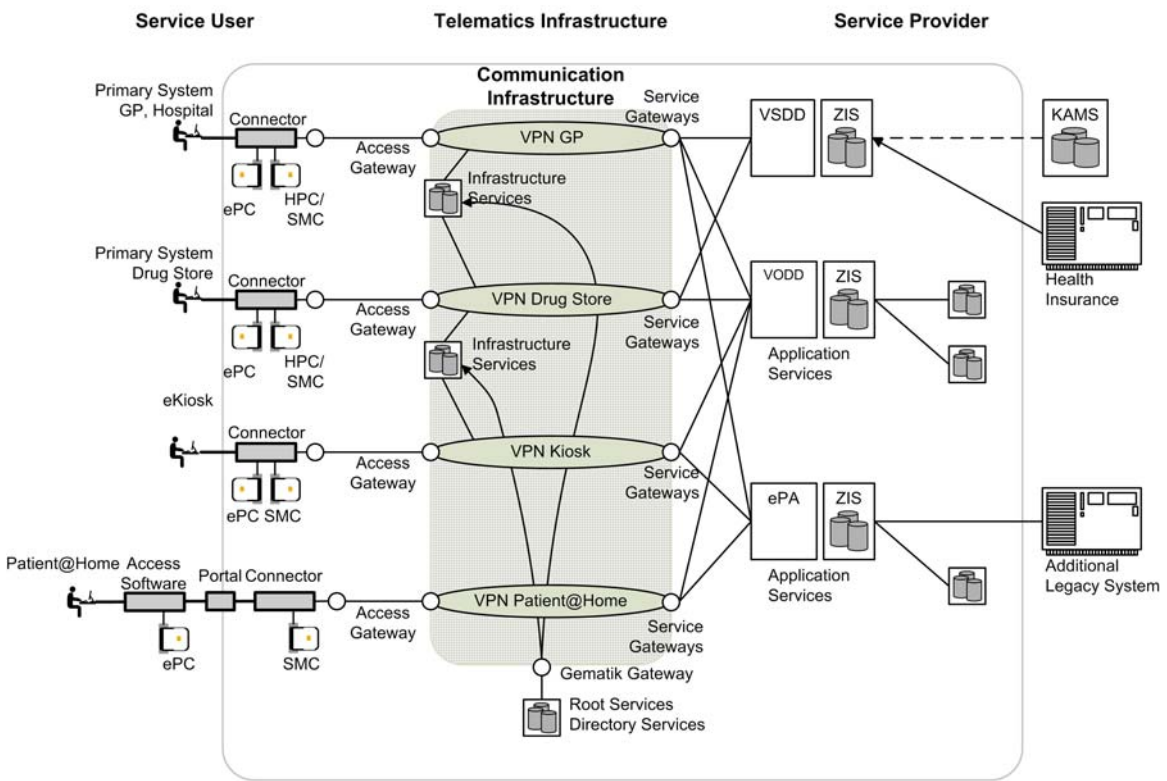 Service User
Telematics Infrastructure
Service Provider
Communication
Infrastructure
Primary System
GP, Hospital
Connector
ePC
HPC/
SMC
Access
Gateway
VPN GP
Service
Gateways
Infrastructure
Services
VSDD
ZIS
KAMS
Health
Insurance
Primary System
Drug Store
Connector
ePC
HPC/
SMC
Access
Gateway
VPN Drug Store
Service
Gateways
Infrastructure
Services
VODD
ZIS
Application
Services
eKiosk
Connector
ePC SMC
Access
Gateway
VPN Kiosk
Service
Gateways
ePA
ZIS
Application
Services
Additional
Legacy System
Patient@Home
Access
Software
Portal
Connector
ePC
SMC
Access
Gateway
VPN Patient@Home
Service
Gateways
Gematik Gateway
Root Services
Directory Services